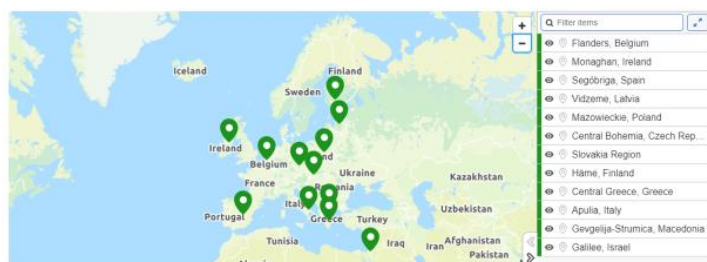 Filter items
Flanders, Belgium
Monaghan, Ireland
Segóbriga, Spain
Vidzeme, Latvia
Mazowieckie, Poland
Central Bohemia, Czech Rep...
Slovakia Region
Häme, Finland
Central Greece, Greece
Apulia, Italy
Gevgelija-Strumica, Macedonia
Galilee, Israel
+
−
Iceland
Finland
Sweden
Ireland
Belgium
Ukraine
France
Kazakhstan
Portugal
Greece
Turkey
Uzbekistan
Tunisia
Iraq
Iran
Afghanistan
Pakistan